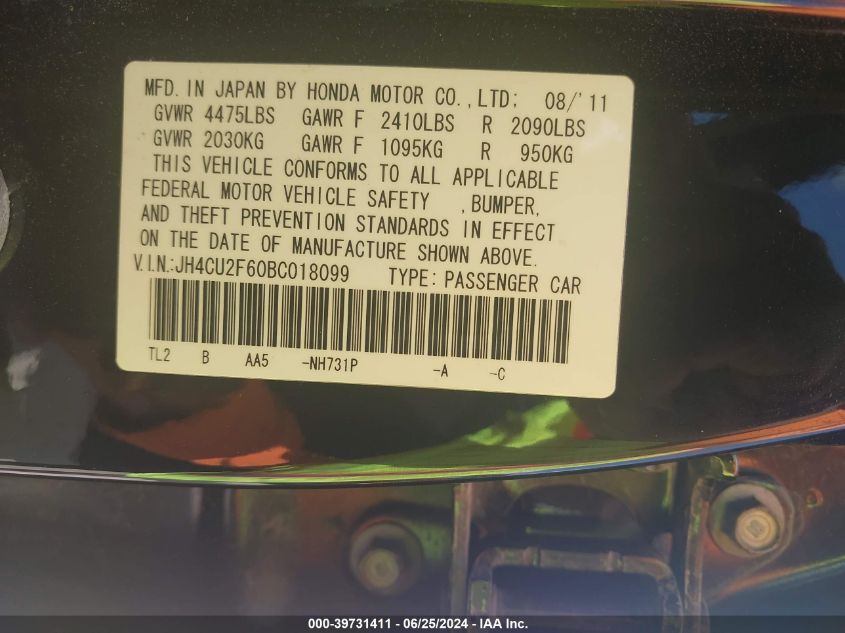 MFD. IN JAPAN BY HONDA MOTOR CO., LTD; 08/'11
GVWR 4475LBS GAWR F 2410LBS R 2090LBS
GVWR 2030KG GAWR F 1095KG R 950KG
THIS VEHICLE CONFORMS TO ALL APPLICABLE
FEDERAL MOTOR VEHICLE SAFETY , BUMPER,
AND THEFT PREVENTION STANDARDS IN EFFECT
ON THE DATE OF MANUFACTURE SHOWN ABOVE.
V.I.N.:JH4CU2F60BC018099 TYPE: PASSENGER CAR
TL2 B AA5 -NH731P -A -C
000-39731411 - 06/25/2024 - IAA Inc.